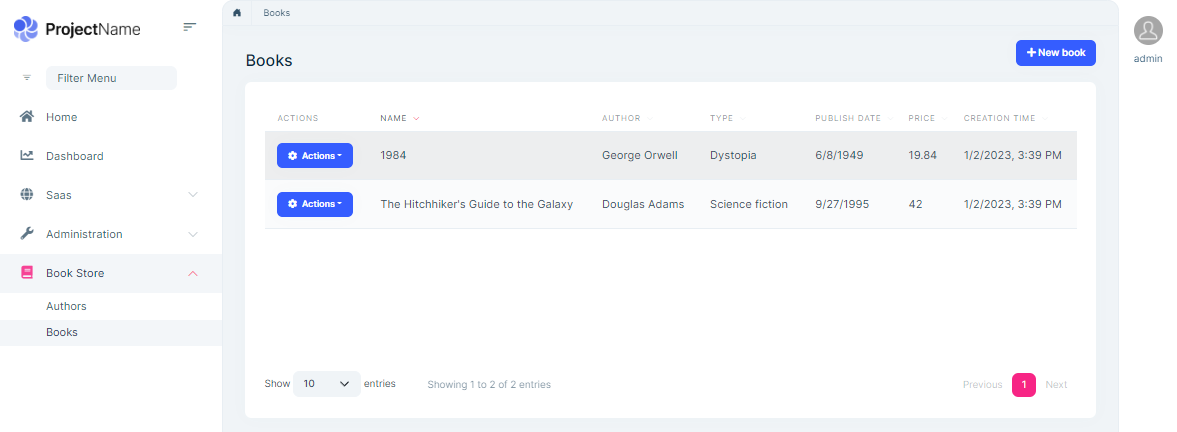 ProjectName
Filter Menu
Home
Dashboard
Saas
Administration
Book Store
Authors
Books
Books
Books
+ New book
admin
ACTIONS NAME AUTHOR TYPE PUBLISH DATE PRICE CREATION TIME
Actions 1984 George Orwell Dystopia 6/8/1949 19.84 1/2/2023, 3:39 PM
Actions The Hitchhiker's Guide to the Galaxy Douglas Adams Science fiction 9/27/1995 42 1/2/2023, 3:39 PM
Show 10 entries Showing 1 to 2 of 2 entries Previous 1 Next